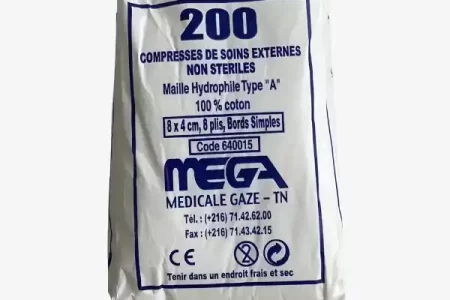 200
COMPRESSES DE SOINS EXTERNES
NON STERILES
Maille Hydrophile Type "A"
100 % coton
8 x 4 cm, 8 plis, Bords Simples
Code 640015
MEGA
MEDICALE GAZE – TN
Tél. : (+216) 71.42.62.00
Fax : (+216) 71.43.42.15
CE
Tenir dans un endroit frais et sec